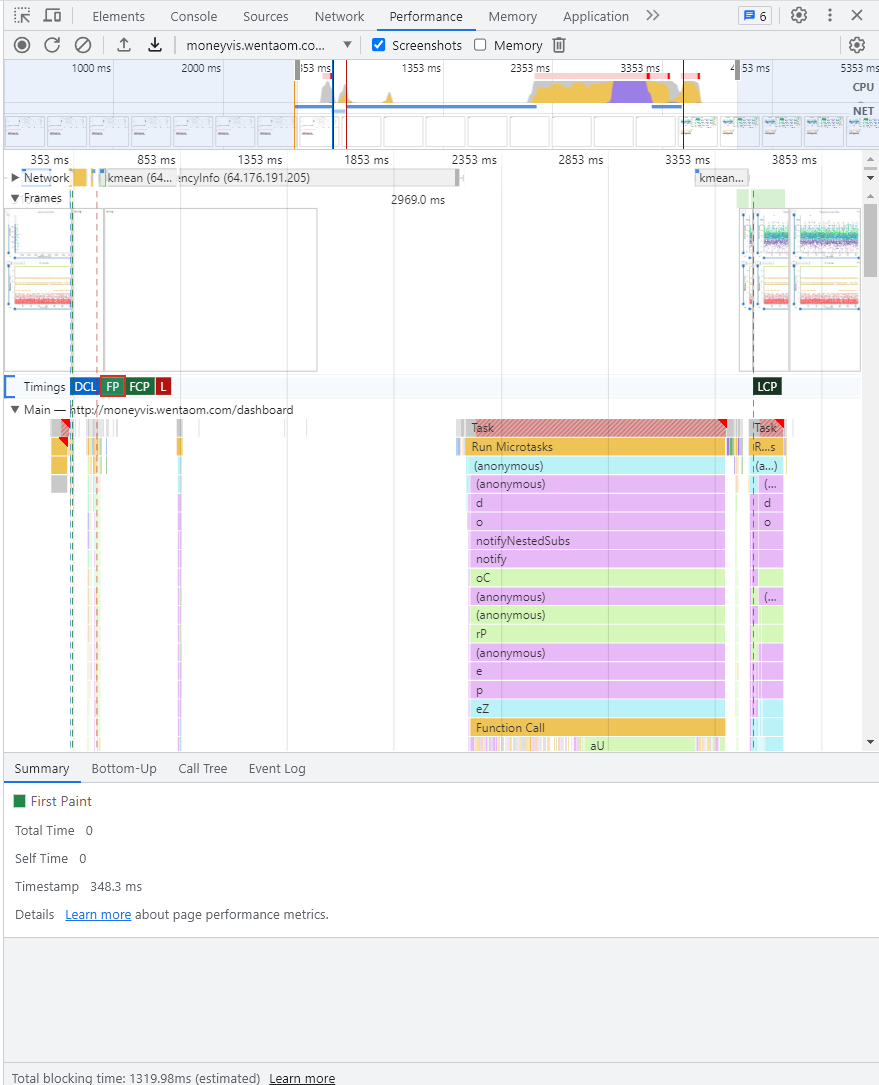 Elements Console Sources Network Performance Memory Application 6
moneyvis.wentaom.co... Screenshots Memory
1000 ms 2000 ms 353 ms 1353 ms 2353 ms 3353 ms 53 ms 5353 ms
CPU
NET
353 ms 853 ms 1353 ms 1853 ms 2353 ms 2853 ms 3353 ms 3853 ms
Network kmean (64... encyInfo (64.176.191.205) kmean...
Frames 2969.0 ms
Timings DCL FP FCP L LCP
Main — http://moneyvis.wentaom.com/dashboard
Task Task
Run Microtasks R...s
(anonymous) (a...)
(anonymous) (...
d d
o o
notifyNestedSubs
notify
oC
(anonymous) (...
(anonymous)
rP
(anonymous)
e
p
eZ
Function Call
aU
Summary Bottom-Up Call Tree Event Log
First Paint
Total Time 0
Self Time 0
Timestamp 348.3 ms
Details Learn more about page performance metrics.
Total blocking time: 1319.98ms (estimated) Learn more